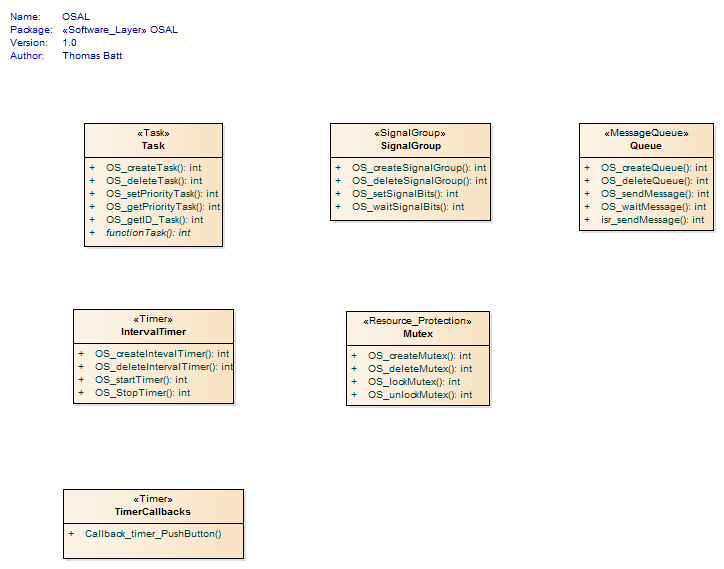 Name: OSAL
Package: «Software_Layer» OSAL
Version: 1.0
Author: Thomas Batt
«Task»
Task
+ OS_createTask(): int
+ OS_deleteTask(): int
+ OS_setPriorityTask(): int
+ OS_getPriorityTask(): int
+ OS_getID_Task(): int
+ functionTask(): int
«SignalGroup»
SignalGroup
+ OS_createSignalGroup(): int
+ OS_deleteSignalGroup(): int
+ OS_setSignalBits(): int
+ OS_waitSignalBits(): int
«MessageQueue»
Queue
+ OS_createQueue(): int
+ OS_deleteQueue(): int
+ OS_sendMessage(): int
+ OS_waitMessage(): int
+ isr_sendMessage(): int
«Timer»
IntervalTimer
+ OS_createIntevalTimer(): int
+ OS_deleteIntervalTimer(): int
+ OS_startTimer(): int
+ OS_StopTimer(): int
«Resource_Protection»
Mutex
+ OS_createMutex(): int
+ OS_deleteMutex(): int
+ OS_lockMutex(): int
+ OS_unlockMutex(): int
«Timer»
TimerCallbacks
+ Callback_timer_PushButton()